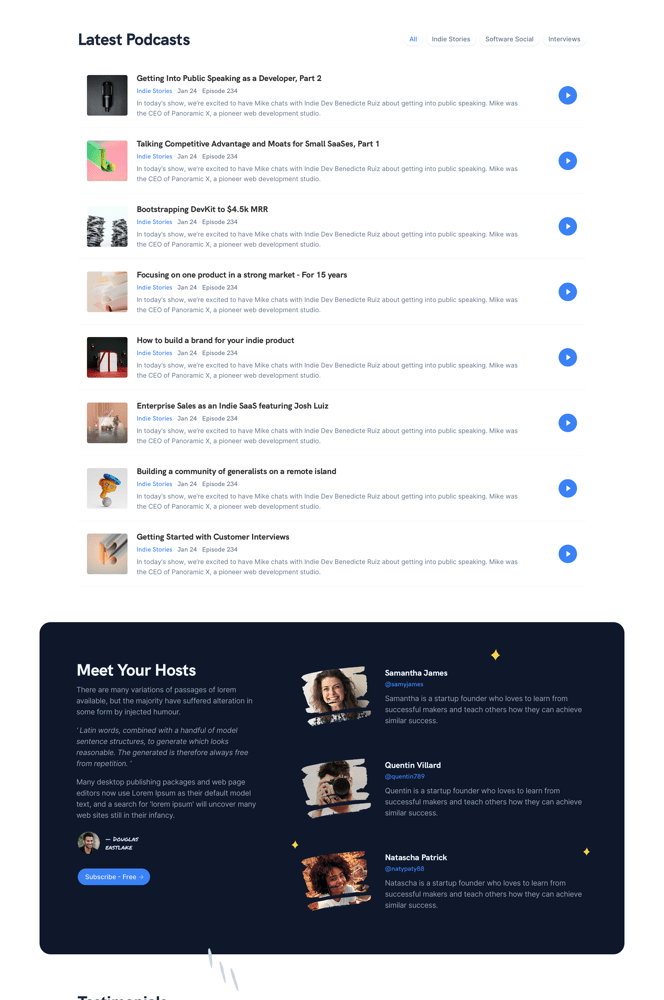 Latest Podcasts
All Indie Stories Software Social Interviews
Getting Into Public Speaking as a Developer, Part 2
Indie Stories Jan 24 Episode 234
In today's show, we're excited to have Mike chats with Indie Dev Benedicte Ruiz about getting into public speaking. Mike was
the CEO of Panoramic X, a pioneer web development studio.
Talking Competitive Advantage and Moats for Small SaaSes, Part 1
Indie Stories Jan 24 Episode 234
In today's show, we're excited to have Mike chats with Indie Dev Benedicte Ruiz about getting into public speaking. Mike was
the CEO of Panoramic X, a pioneer web development studio.
Bootstrapping DevKit to $4.5k MRR
Indie Stories Jan 24 Episode 234
In today's show, we're excited to have Mike chats with Indie Dev Benedicte Ruiz about getting into public speaking. Mike was
the CEO of Panoramic X, a pioneer web development studio.
Focusing on one product in a strong market - For 15 years
Indie Stories Jan 24 Episode 234
In today's show, we're excited to have Mike chats with Indie Dev Benedicte Ruiz about getting into public speaking. Mike was
the CEO of Panoramic X, a pioneer web development studio.
How to build a brand for your indie product
Indie Stories Jan 24 Episode 234
In today's show, we're excited to have Mike chats with Indie Dev Benedicte Ruiz about getting into public speaking. Mike was
the CEO of Panoramic X, a pioneer web development studio.
Enterprise Sales as an Indie SaaS featuring Josh Luiz
Indie Stories Jan 24 Episode 234
In today's show, we're excited to have Mike chats with Indie Dev Benedicte Ruiz about getting into public speaking. Mike was
the CEO of Panoramic X, a pioneer web development studio.
Building a community of generalists on a remote island
Indie Stories Jan 24 Episode 234
In today's show, we're excited to have Mike chats with Indie Dev Benedicte Ruiz about getting into public speaking. Mike was
the CEO of Panoramic X, a pioneer web development studio.
Getting Started with Customer Interviews
Indie Stories Jan 24 Episode 234
In today's show, we're excited to have Mike chats with Indie Dev Benedicte Ruiz about getting into public speaking. Mike was
the CEO of Panoramic X, a pioneer web development studio.
Meet Your Hosts
There are many variations of passages of lorem
available, but the majority have suffered alteration in
some form by injected humour.
' Latin words, combined with a handful of model
sentence structures, to generate which looks
reasonable. The generated is therefore always free
from repetition. '
Many desktop publishing packages and web page
editors now use Lorem Ipsum as their default model
text, and a search for 'lorem ipsum' will uncover many
web sites still in their infancy.
— Douglas
Eastlake
Subscribe - Free →
Samantha James
@samyjames
Samantha is a startup founder who loves to learn from
successful makers and teach others how they can achieve
similar success.
Quentin Villard
@quentin789
Quentin is a startup founder who loves to learn from
successful makers and teach others how they can achieve
similar success.
Natascha Patrick
@natypaty88
Natascha is a startup founder who loves to learn from
successful makers and teach others how they can achieve
similar success.
Testimonials